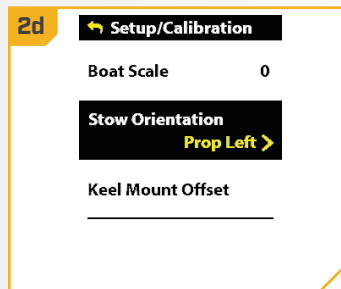 2d
Setup/Calibration
Boat Scale 0
Stow Orientation
Prop Left >
Keel Mount Offset